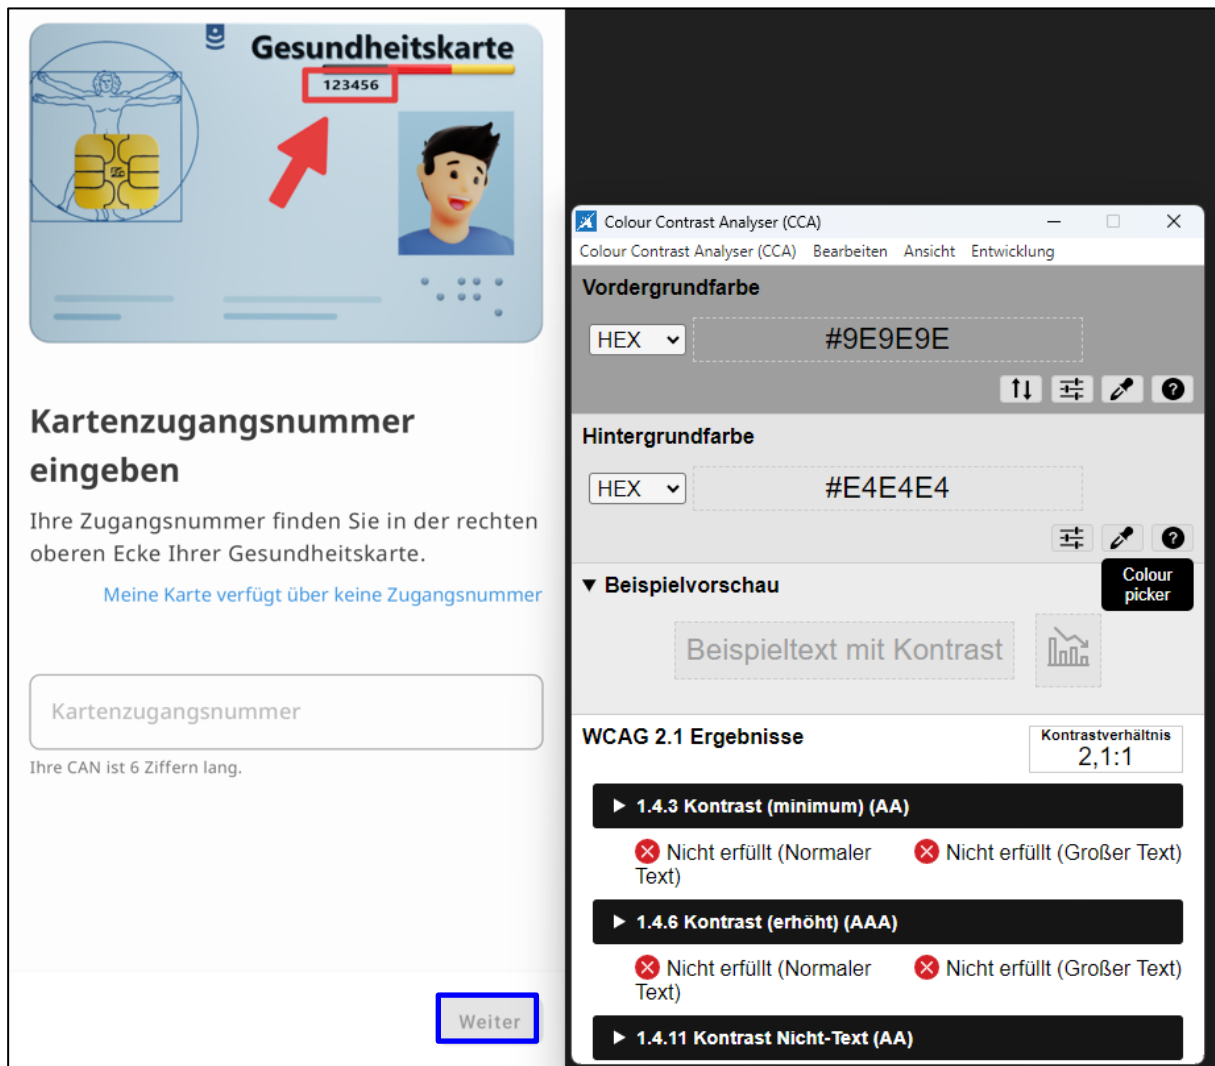 Gesundheitskarte
123456
Kartenzugangsnummer
eingeben
Ihre Zugangsnummer finden Sie in der rechten
oberen Ecke Ihrer Gesundheitskarte.
Meine Karte verfügt über keine Zugangsnummer
Kartenzugangsnummer
Ihre CAN ist 6 Ziffern lang.
Weiter
Colour Contrast Analyser (CCA)
Colour Contrast Analyser (CCA) Bearbeiten Ansicht Entwicklung
Vordergrundfarbe
HEX #9E9E9E
Hintergrundfarbe
HEX #E4E4E4
Colour
picker
Beispielvorschau
Beispieltext mit Kontrast
WCAG 2.1 Ergebnisse
Kontrastverhältnis
2,1:1
1.4.3 Kontrast (minimum) (AA)
Nicht erfüllt (Normaler
Text)
Nicht erfüllt (Großer Text)
1.4.6 Kontrast (erhöht) (AAA)
Nicht erfüllt (Normaler
Text)
Nicht erfüllt (Großer Text)
1.4.11 Kontrast Nicht-Text (AA)